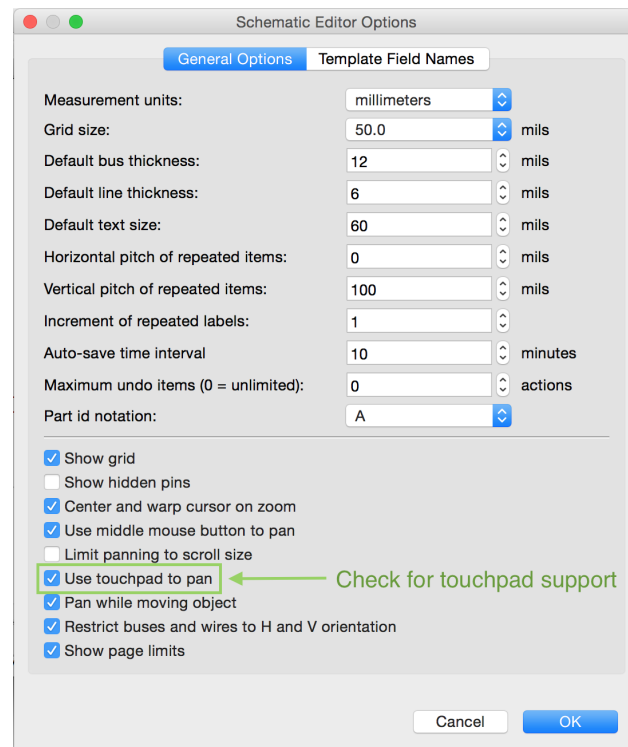 Schematic Editor Options
General Options Template Field Names
Measurement units: millimeters
Grid size: 50.0 mils
Default bus thickness: 12 mils
Default line thickness: 6 mils
Default text size: 60 mils
Horizontal pitch of repeated items: 0 mils
Vertical pitch of repeated items: 100 mils
Increment of repeated labels: 1
Auto-save time interval 10 minutes
Maximum undo items (0 = unlimited): 0 actions
Part id notation: A
Show grid
Show hidden pins
Center and warp cursor on zoom
Use middle mouse button to pan
Limit panning to scroll size
Use touchpad to pan Check for touchpad support
Pan while moving object
Restrict buses and wires to H and V orientation
Show page limits
Cancel OK